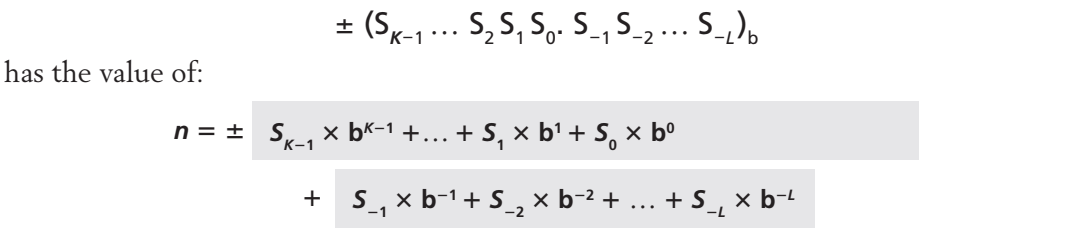 ± (S_{K−1} … S_2 S_1 S_0. S_{−1} S_{−2} … S_{−L})_b
has the value of:
n = ± S_{K−1} × b^{K−1} +… + S_1 × b^1 + S_0 × b^0
+ S_{−1} × b^{−1} + S_{−2} × b^{−2} + … + S_{−L} × b^{−L}